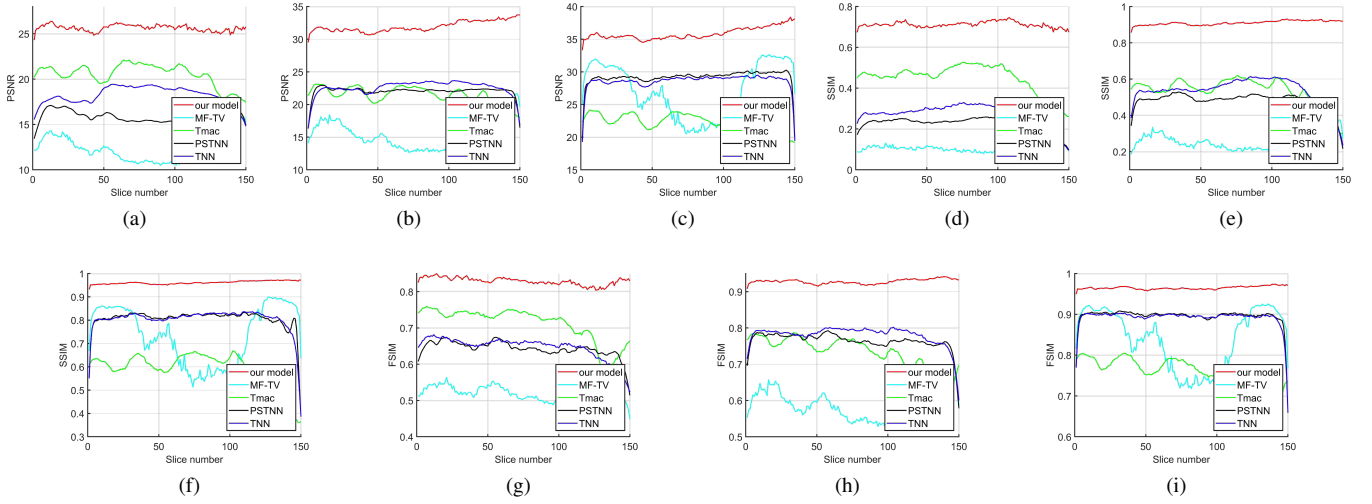 25
20
15
10
PSNR
0
50
100
150
Slice number
our model
MF-TV
Tmac
PSTNN
TNN
(a)
35
30
25
20
15
10
PSNR
0
50
100
150
Slice number
our model
MF-TV
Tmac
PSTNN
TNN
(b)
40
35
30
25
20
15
PSNR
0
50
100
150
Slice number
our model
MF-TV
Tmac
PSTNN
TNN
(c)
0.8
0.6
0.4
0.2
0
SSIM
0
50
100
150
Slice number
our model
MF-TV
Tmac
PSTNN
TNN
(d)
1
0.8
0.6
0.4
0.2
SSIM
0
50
100
150
Slice number
our model
MF-TV
Tmac
PSTNN
TNN
(e)
1
0.9
0.8
0.7
0.6
0.5
0.4
0.3
SSIM
0
50
100
150
Slice number
our model
MF-TV
Tmac
PSTNN
TNN
(f)
0.8
0.7
0.6
0.5
0.4
FSIM
0
50
100
150
Slice number
our model
MF-TV
Tmac
PSTNN
TNN
(g)
1
0.9
0.8
0.7
0.6
0.5
FSIM
0
50
100
150
Slice number
our model
MF-TV
Tmac
PSTNN
TNN
(h)
1
0.9
0.8
0.7
0.6
FSIM
0
50
100
150
Slice number
our model
MF-TV
Tmac
PSTNN
TNN
(i)